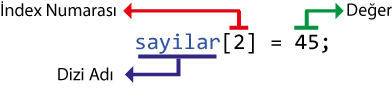 İndex Numarası
Değer
sayilar[2] = 45;
Dizi Adı